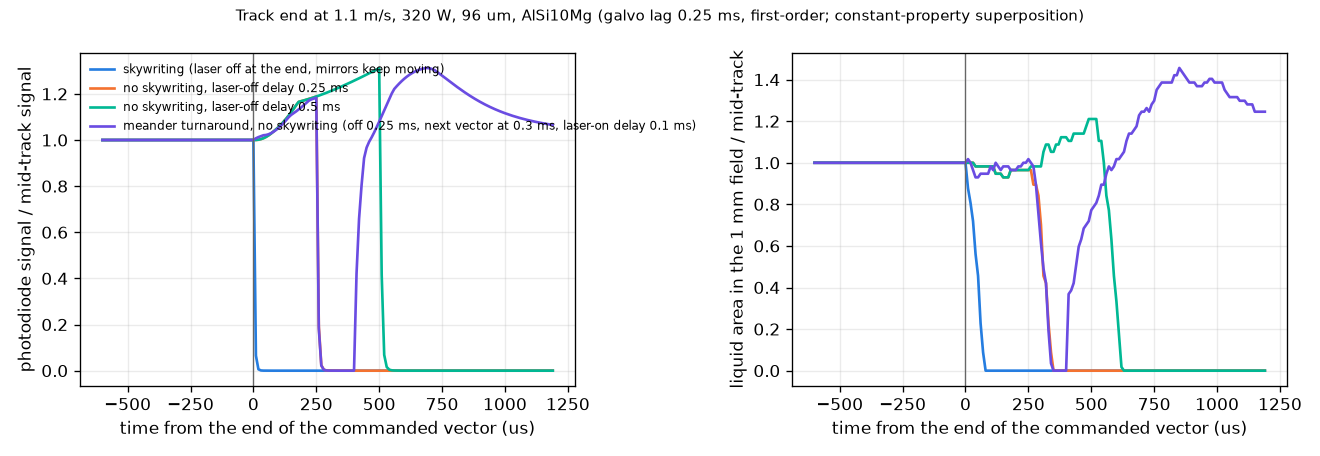 Track end at 1.1 m/s, 320 W, 96 um, AlSi10Mg (galvo lag 0.25 ms, first-order; constant-property superposition)
photodiode signal / mid-track signal
1.2
1.0
0.8
0.6
0.4
0.2
0.0
skywriting (laser off at the end, mirrors keep moving)
no skywriting, laser-off delay 0.25 ms
no skywriting, laser-off delay 0.5 ms
meander turnaround, no skywriting (off 0.25 ms, next vector at 0.3 ms, laser-on delay 0.1 ms)
−500 −250 0 250 500 750 1000 1250
time from the end of the commanded vector (us)
liquid area in the 1 mm field / mid-track
1.4
1.2
1.0
0.8
0.6
0.4
0.2
0.0
−500 −250 0 250 500 750 1000 1250
time from the end of the commanded vector (us)